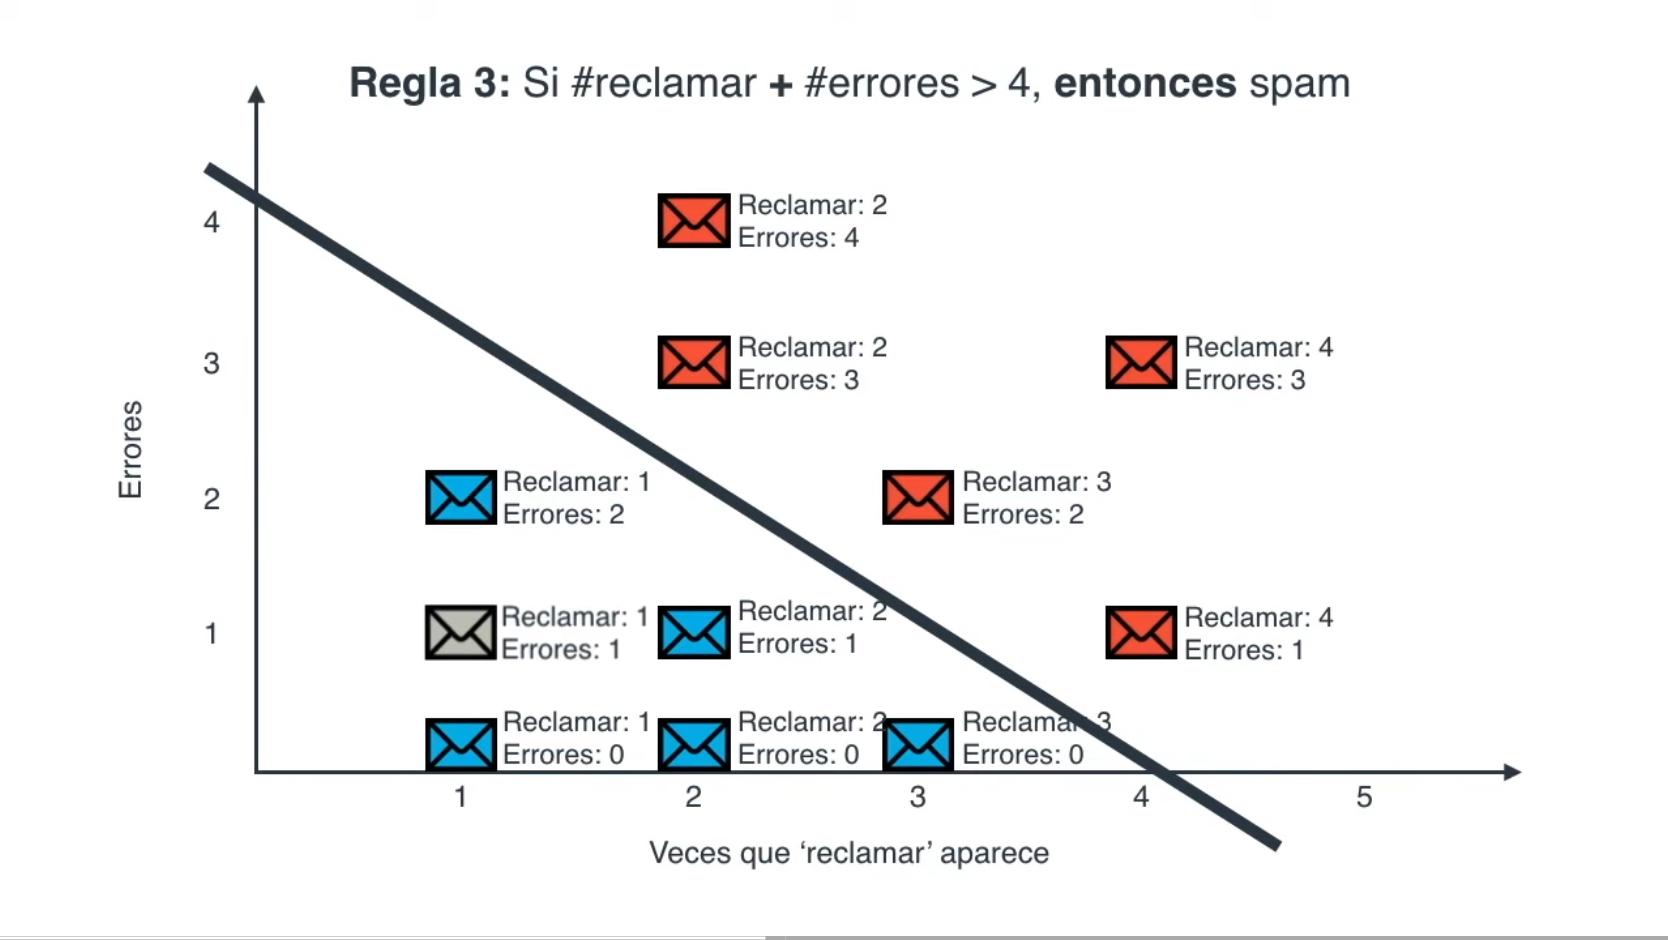 Regla 3: Si #reclamar + #errores > 4, entonces spam
4
Reclamar: 2
Errores: 4
3
Reclamar: 2
Errores: 3
Reclamar: 4
Errores: 3
Errores
2
Reclamar: 1
Errores: 2
Reclamar: 3
Errores: 2
1
Reclamar: 1
Errores: 1
Reclamar: 2
Errores: 1
Reclamar: 4
Errores: 1
Reclamar: 1
Errores: 0
Reclamar: 2
Errores: 0
Reclamar: 3
Errores: 0
1 2 3 4 5
Veces que ‘reclamar’ aparece